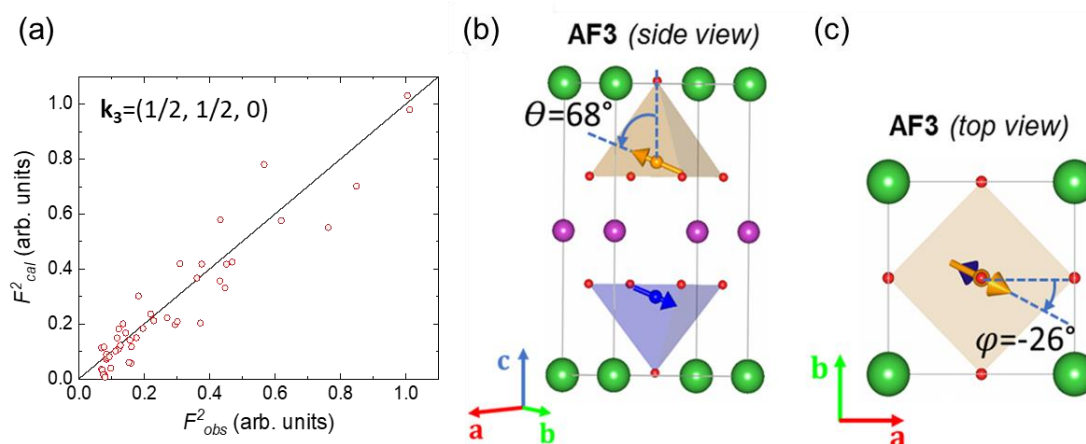 (a)
k₃=(1/2, 1/2, 0)
1.0
0.8
0.6
0.4
0.2
0.0
0.0 0.2 0.4 0.6 0.8 1.0
F²cal (arb. units)
F²obs (arb. units)
(b)
AF3 (side view)
θ=68°
c
a
b
(c)
AF3 (top view)
φ=-26°
b
a